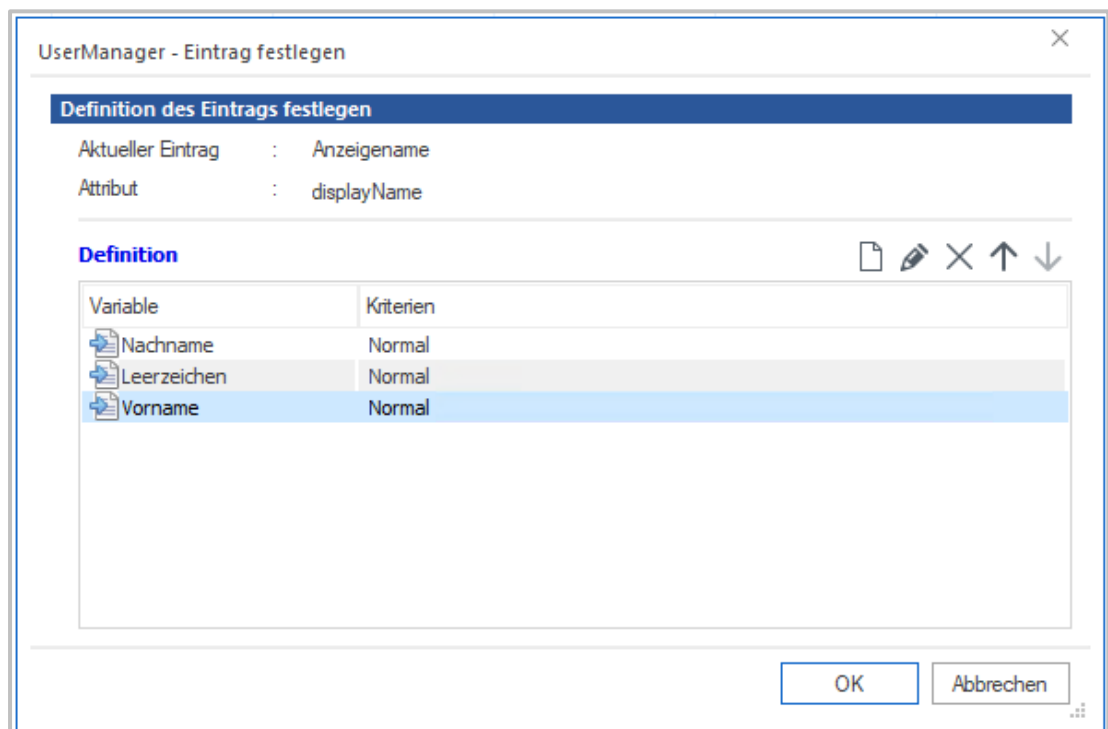 UserManager - Eintrag festlegen
Definition des Eintrags festlegen
Aktueller Eintrag : Anzeigename
Attribut : displayName
Definition
Variable Kriterien
Nachname Normal
Leerzeichen Normal
Vorname Normal
OK Abbrechen